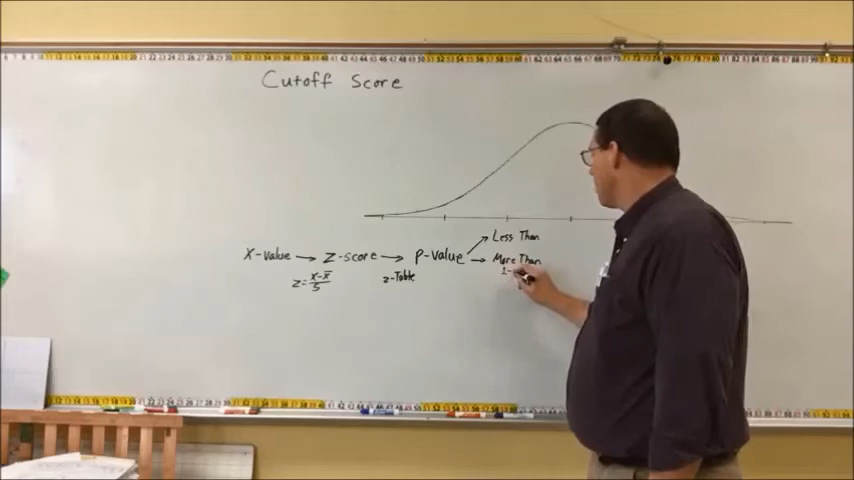 Cutoff Score
Less Than
X-value → Z-score → P-value → More Than
z = x-x̄ / s
z-Table
1-